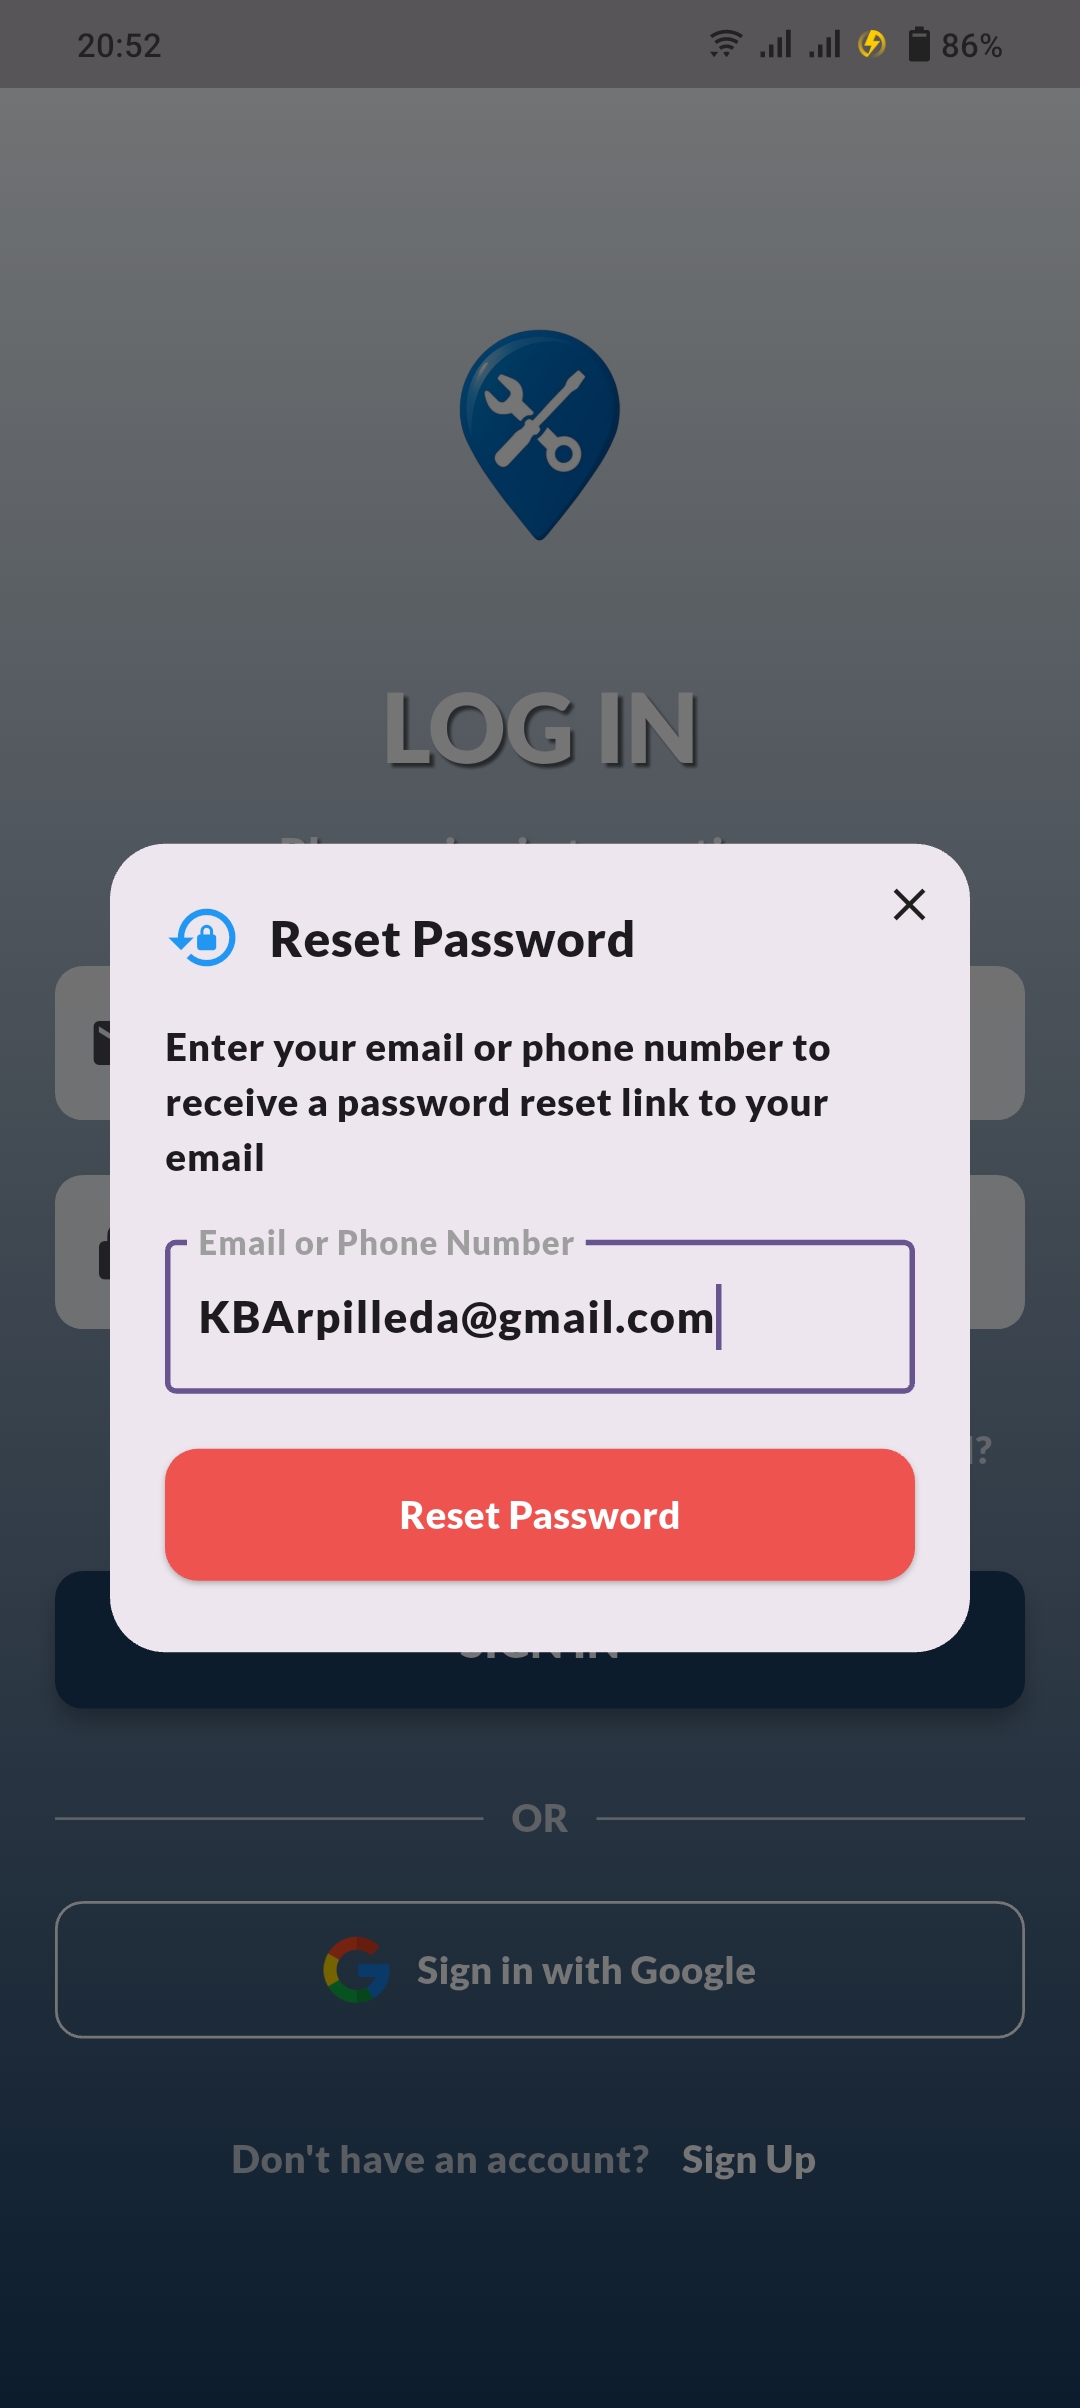 20:52
86%
LOG IN
Reset Password
Enter your email or phone number to
receive a password reset link to your
email
Email or Phone Number
KBArpilleda@gmail.com
Reset Password
SIGN IN
OR
Sign in with Google
Don't have an account? Sign Up